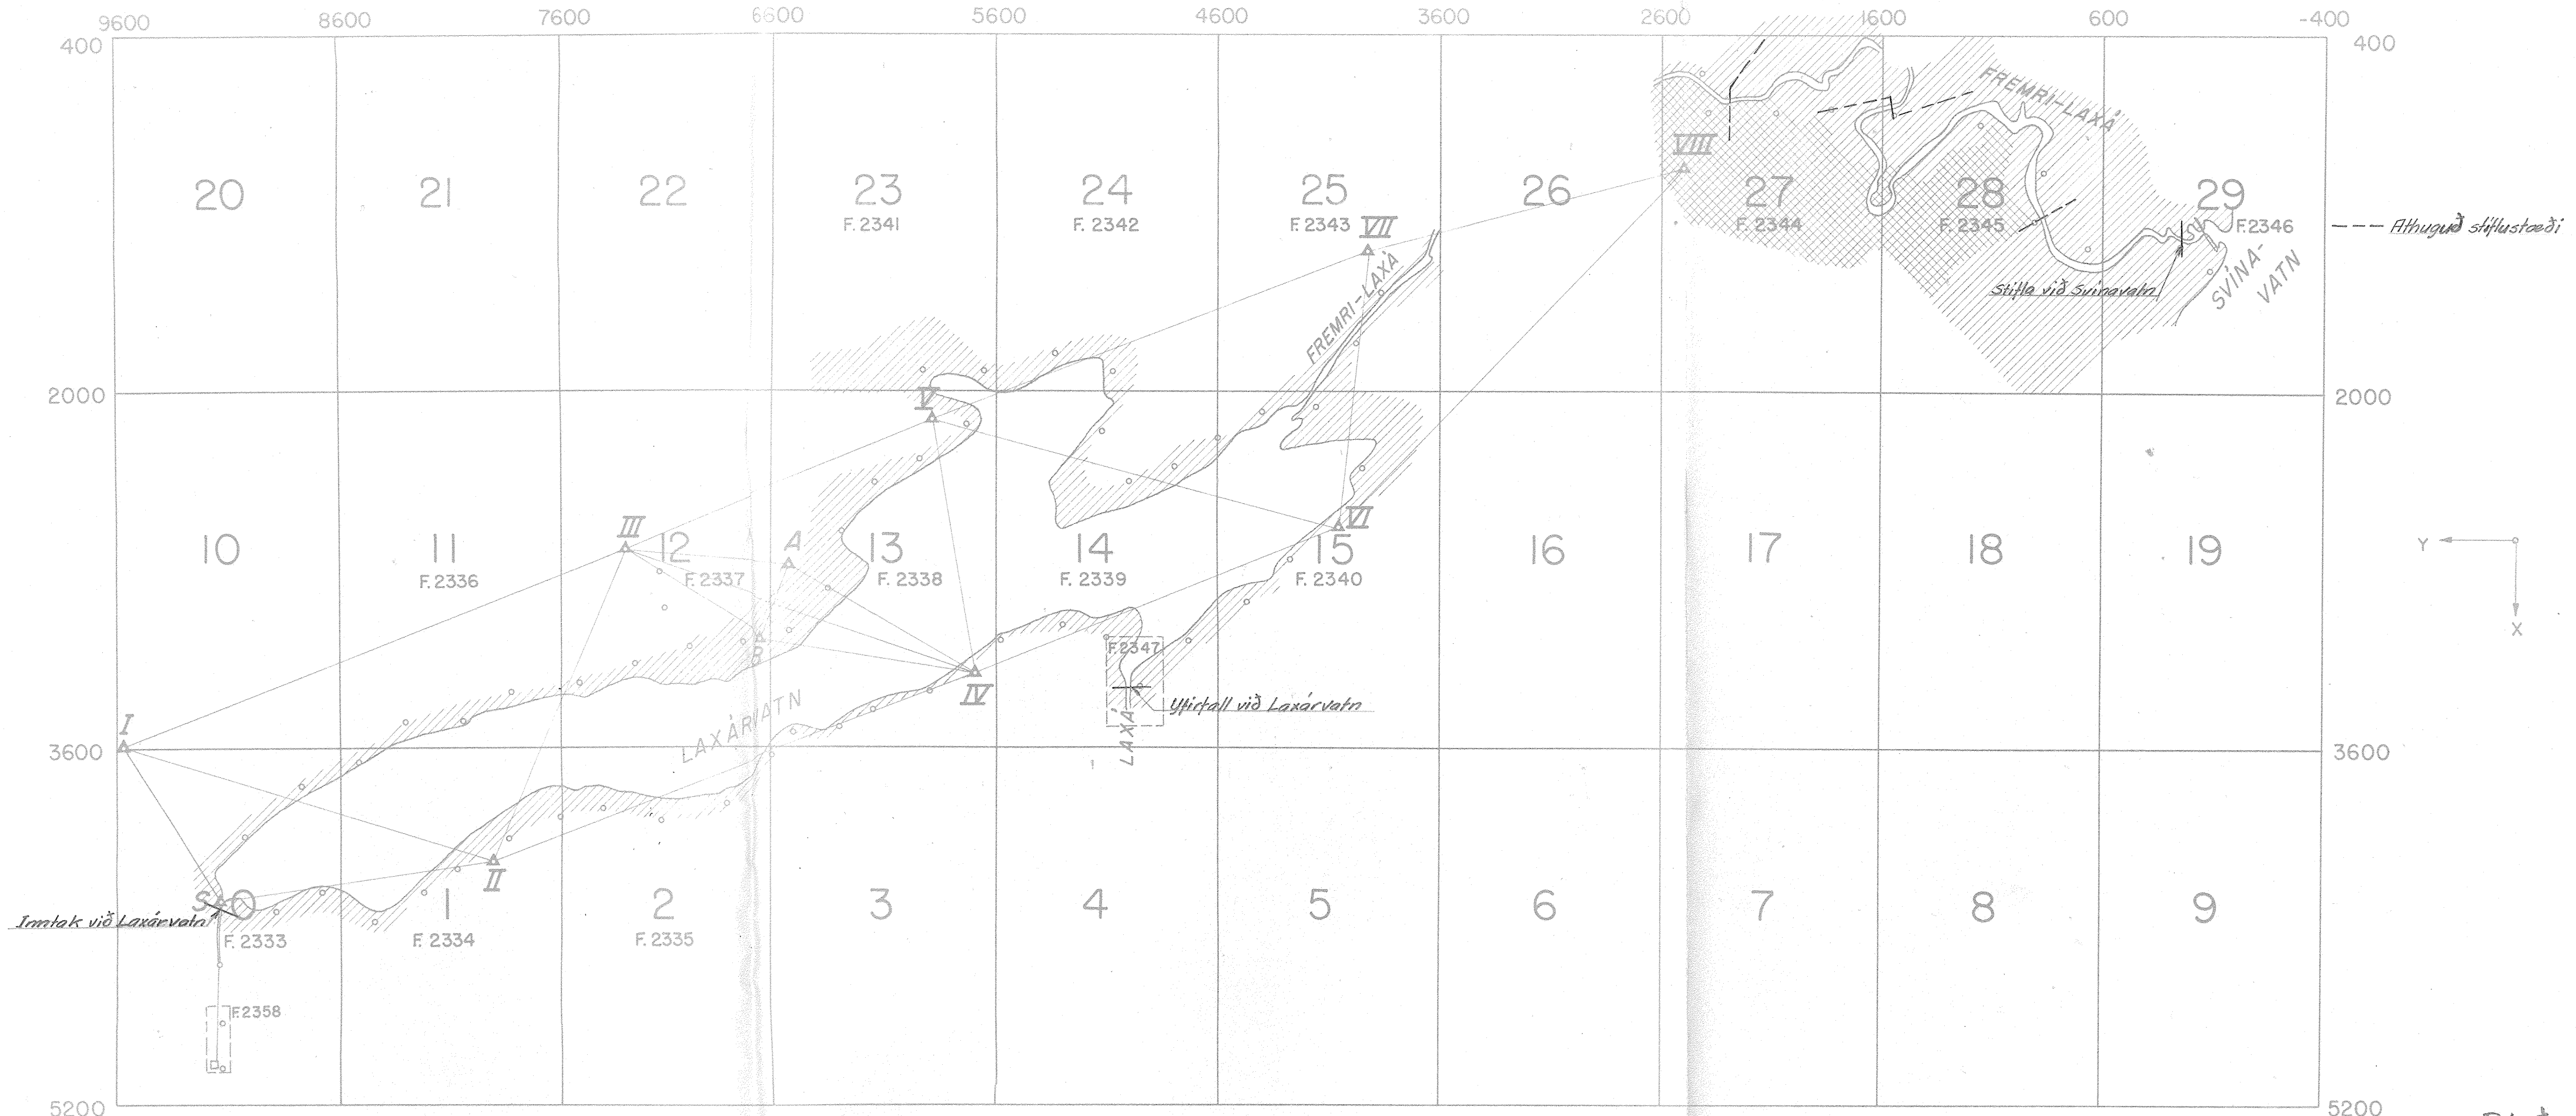 9600 8600 7600 6600 5600 4600 3600 2600 1600 600 -400
400 400
FREMRI-LAXÁ
VIII
20 21 22 23 24 25 26 27 28 29
F. 2341 F. 2342 F. 2343 VII F. 2344 F. 2345 F.2346
Athuguð stíflustæði
FREMRI-LAXÁ
Stífla við Svínavatn
SVÍNA-
VATN
2000 2000
V
III A VI
10 11 12 13 14 15 16 17 18 19
F. 2336 F. 2337 F. 2338 F. 2339 F. 2340
Y
X
B IV F.2347
LAXÁRVATN
Yfirfall við Laxárvatn
LAXÁ
I
3600 3600
II
S O 1 2 3 4 5 6 7 8 9
Inntak við Laxárvatn
F. 2333 F. 2334 F. 2335
F.2358
5200 5200